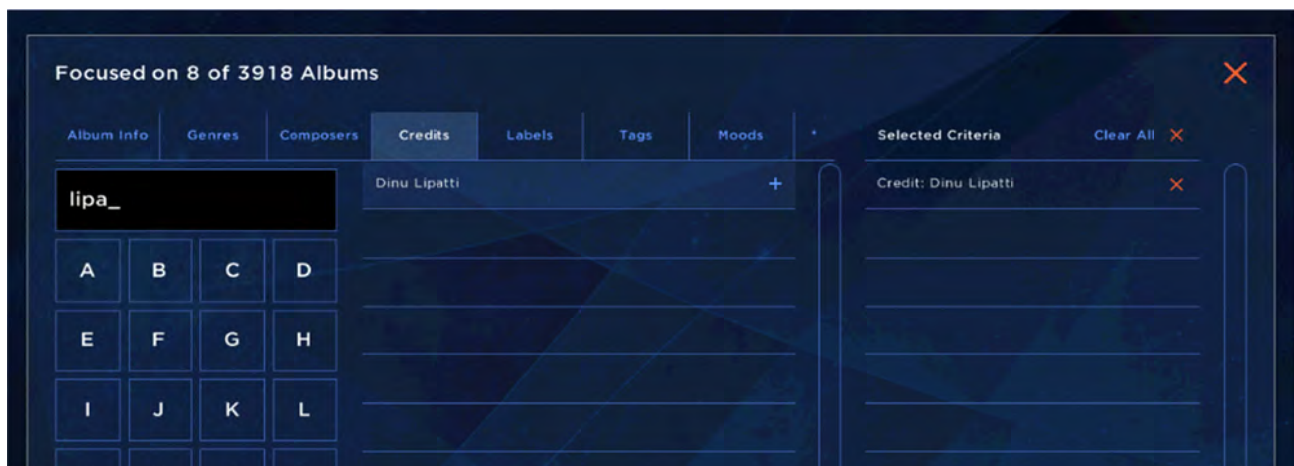 Focused on 8 of 3918 Albums
Album Info Genres Composers Credits Labels Tags Moods * Selected Criteria Clear All
lipa_
Dinu Lipatti +
Credit: Dinu Lipatti
A B C D
E F G H
I J K L